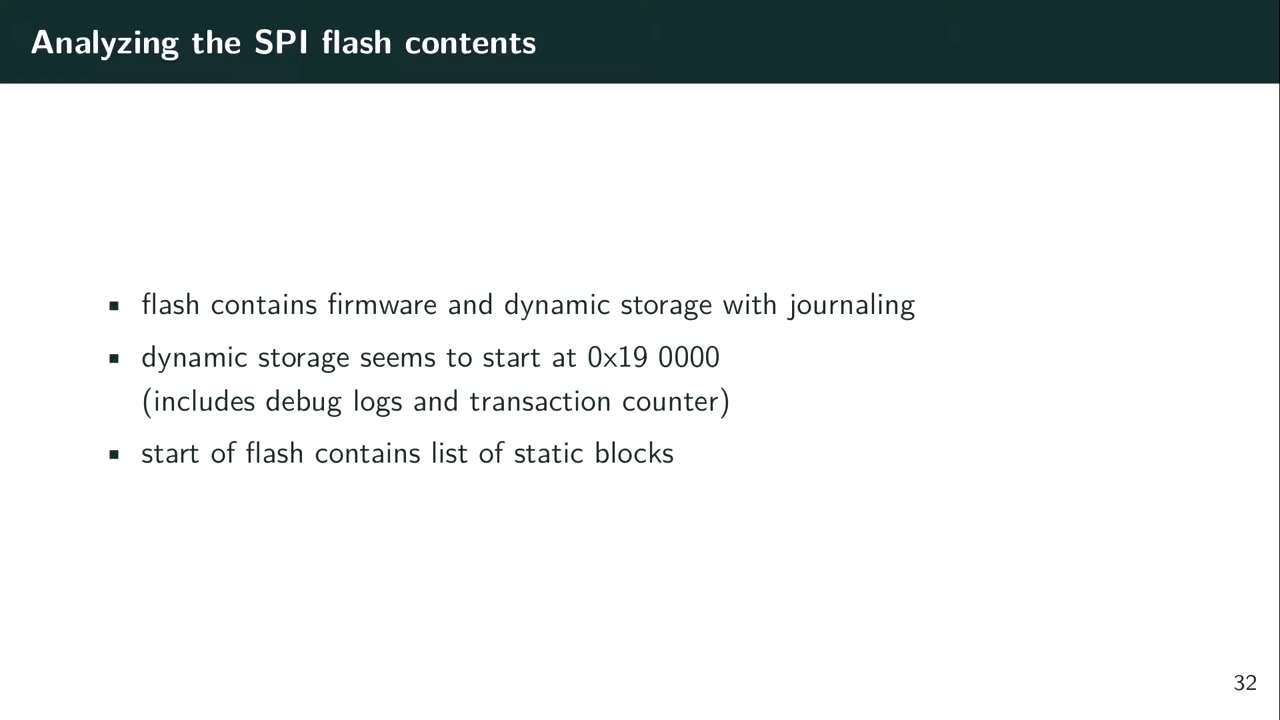 Analyzing the SPI flash contents
▪ flash contains firmware and dynamic storage with journaling
▪ dynamic storage seems to start at 0x19 0000
(includes debug logs and transaction counter)
▪ start of flash contains list of static blocks
32